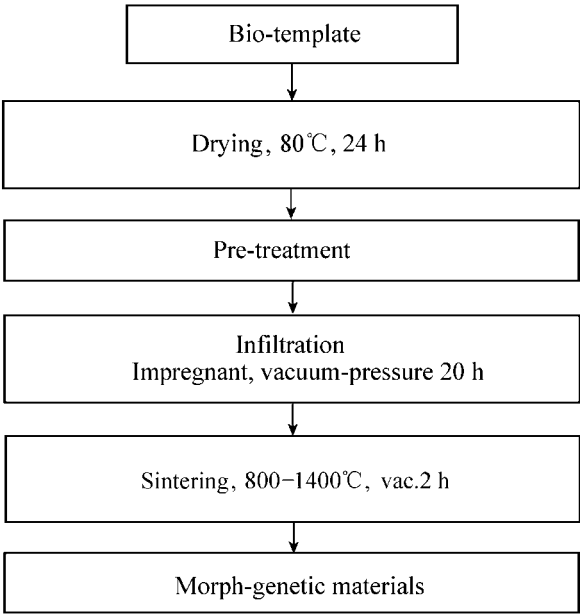 Bio-template
Drying, 80℃, 24 h
Pre-treatment
Infiltration
Impregnant, vacuum-pressure 20 h
Sintering, 800-1400℃, vac.2 h
Morph-genetic materials